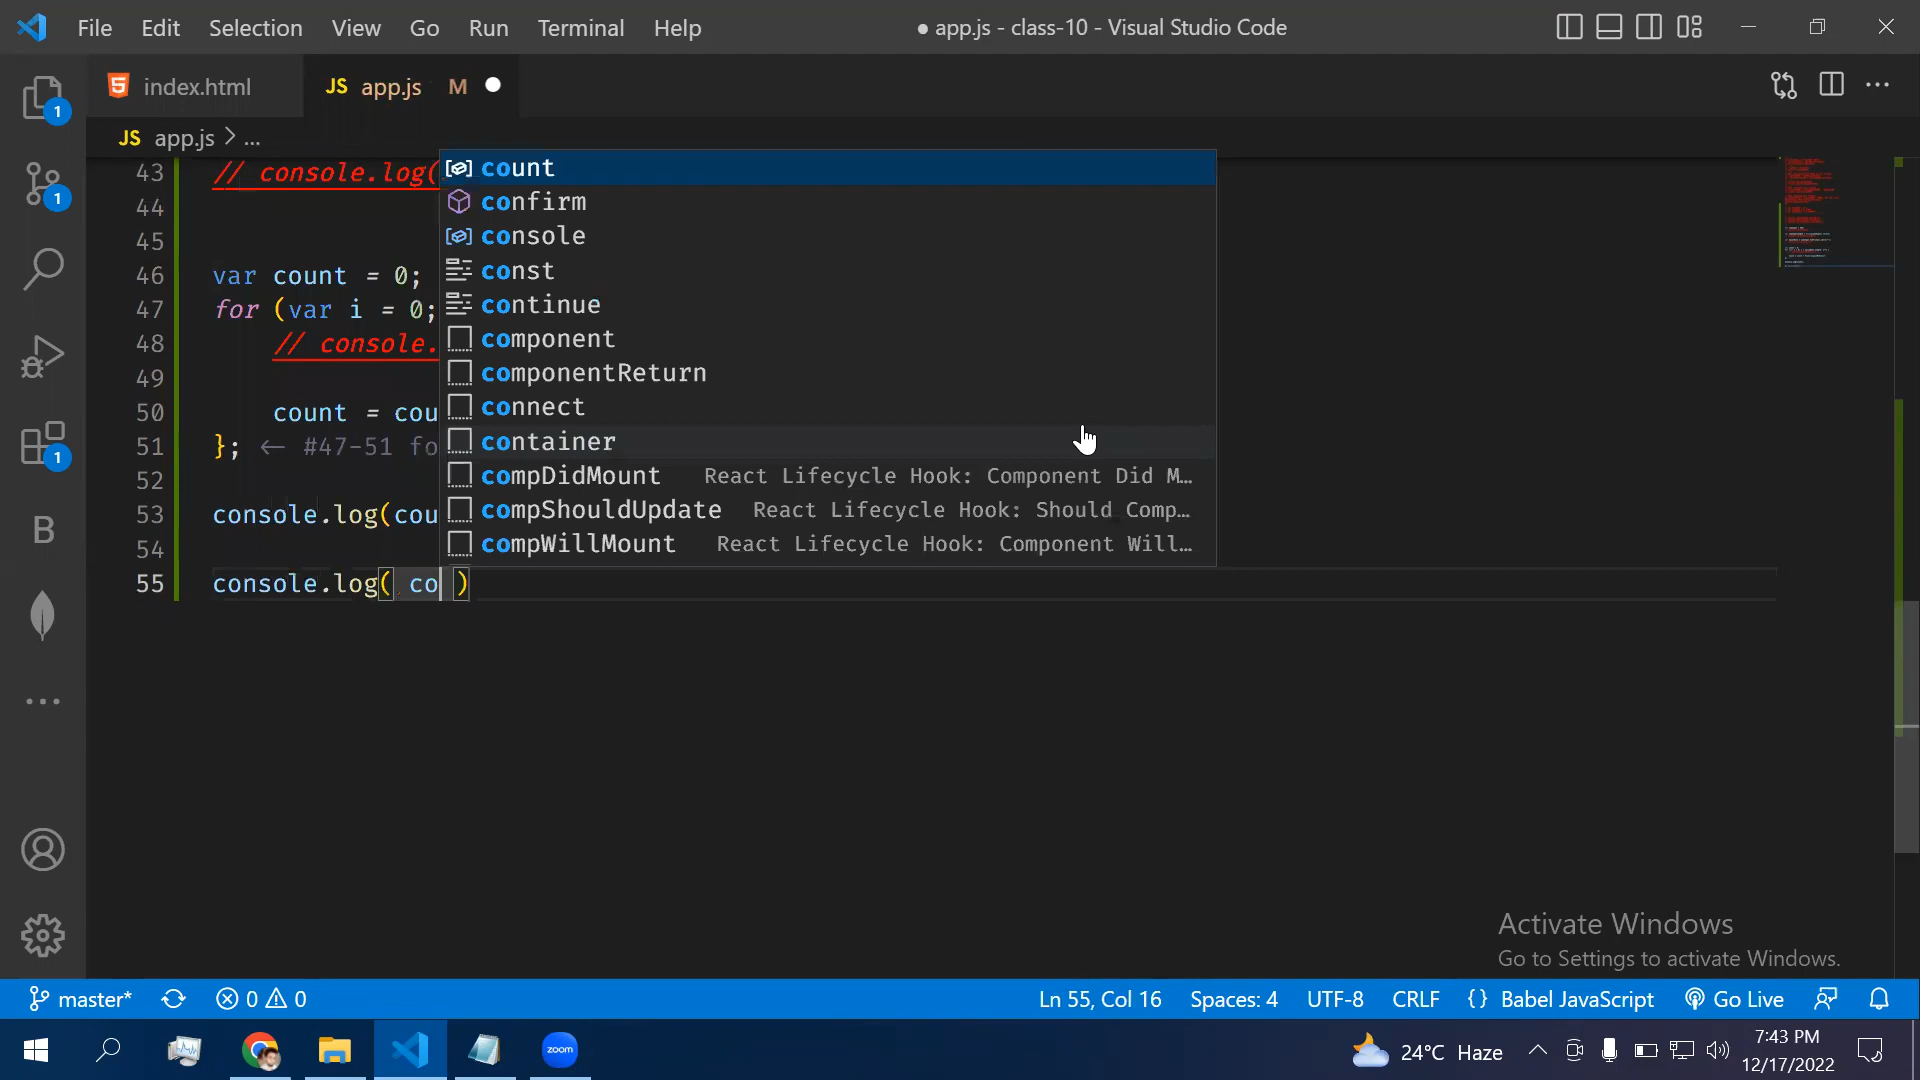 File Edit Selection View Go Run Terminal Help
● app.js - class-10 - Visual Studio Code
index.html
JS app.js M
JS app.js > ...
43 // console.log(
44
45
46 var count = 0;
47 for (var i = 0;
48 // console.
49
50 count = cou
51 }; ← #47-51 fo
52
53 console.log(cou
54
55 console.log( co )
count
confirm
console
const
continue
component
componentReturn
connect
container
compDidMount React Lifecycle Hook: Component Did M...
compShouldUpdate React Lifecycle Hook: Should Comp...
compWillMount React Lifecycle Hook: Component Will...
1
1
1
B
Activate Windows
Go to Settings to activate Windows.
master* 0 0 Ln 55, Col 16 Spaces: 4 UTF-8 CRLF {} Babel JavaScript Go Live
zoom
24°C Haze
7:43 PM
12/17/2022